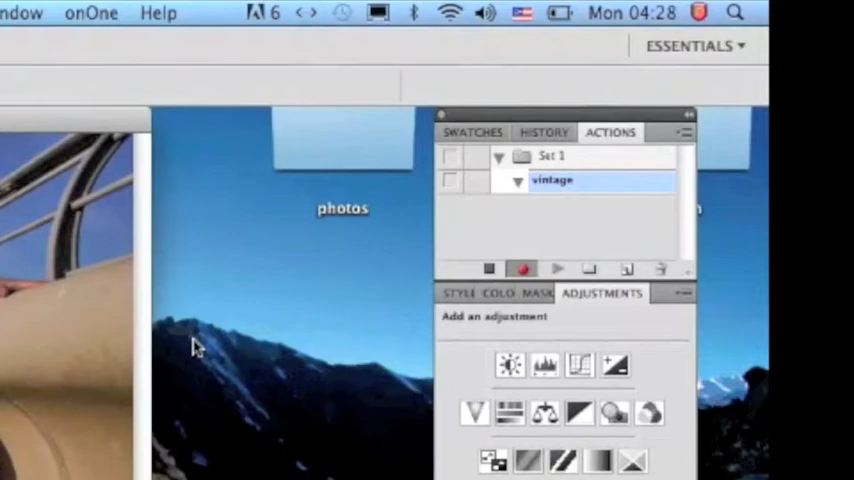 ndow onOne Help 6 Mon 04:28
ESSENTIALS
SWATCHES HISTORY ACTIONS
Set 1
vintage
photos
STYLE COLO MASK ADJUSTMENTS
Add an adjustment